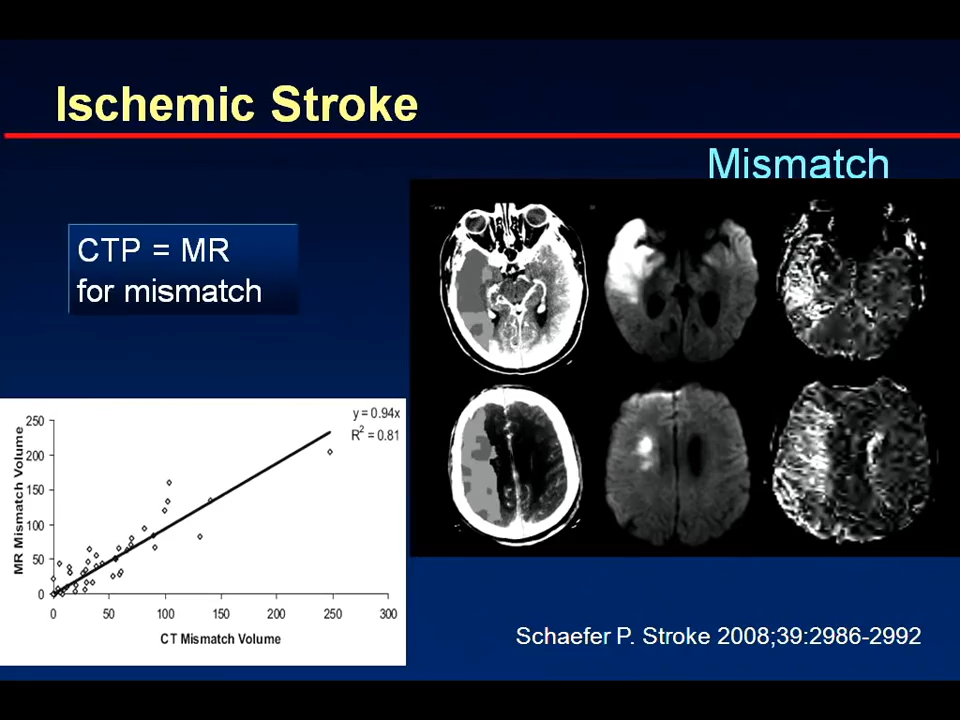 Ischemic Stroke
Mismatch
CTP = MR
for mismatch
y = 0.94x
R² = 0.81
MR Mismatch Volume
250
200
150
100
50
0
0 50 100 150 200 250 300
CT Mismatch Volume
Schaefer P. Stroke 2008;39:2986-2992